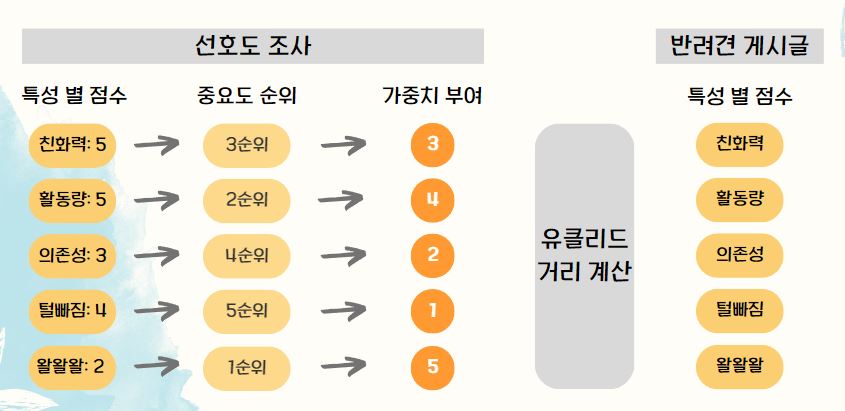 선호도 조사
반려견 게시글
특성 별 점수
중요도 순위
가중치 부여
특성 별 점수
친화력: 5
3순위
3
친화력
활동량: 5
2순위
4
활동량
의존성: 3
4순위
2
의존성
유클리드
거리 계산
털빠짐: 4
5순위
1
털빠짐
왈왈왈: 2
1순위
5
왈왈왈